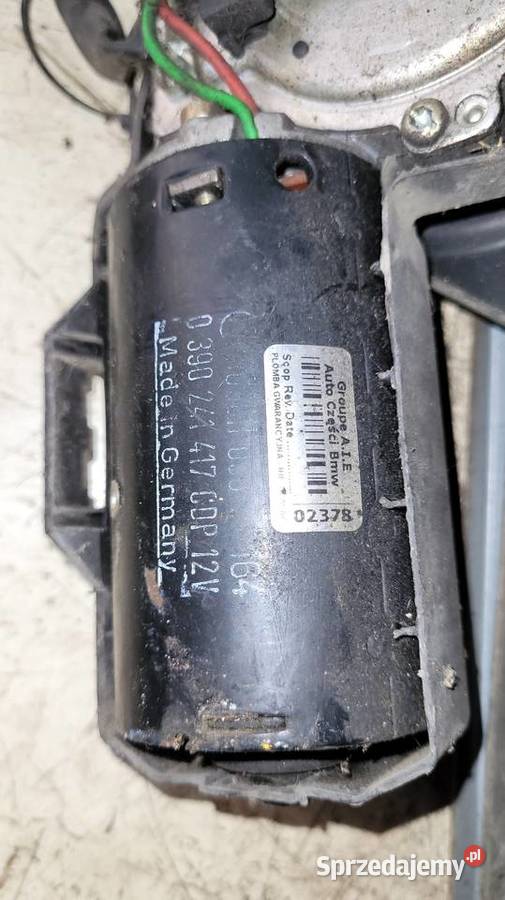 Groupe A.I.E
Auto Części Bmw
02378
Scop Rev.Date
PLOMBA GWARANCYJNA
164
0 390 241 417 CDP 12V
Made in Germany
Sprzedajemy.pl